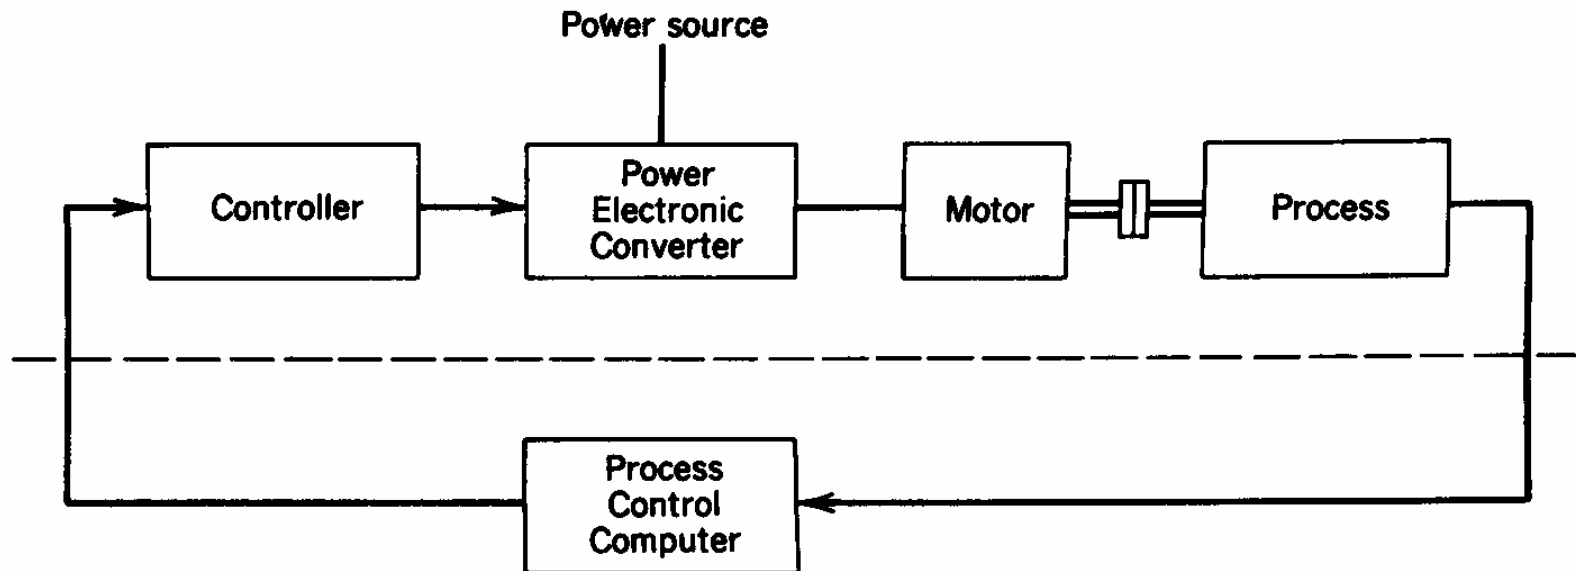 Power source
Controller
Power
Electronic
Converter
Motor
Process
Process
Control
Computer